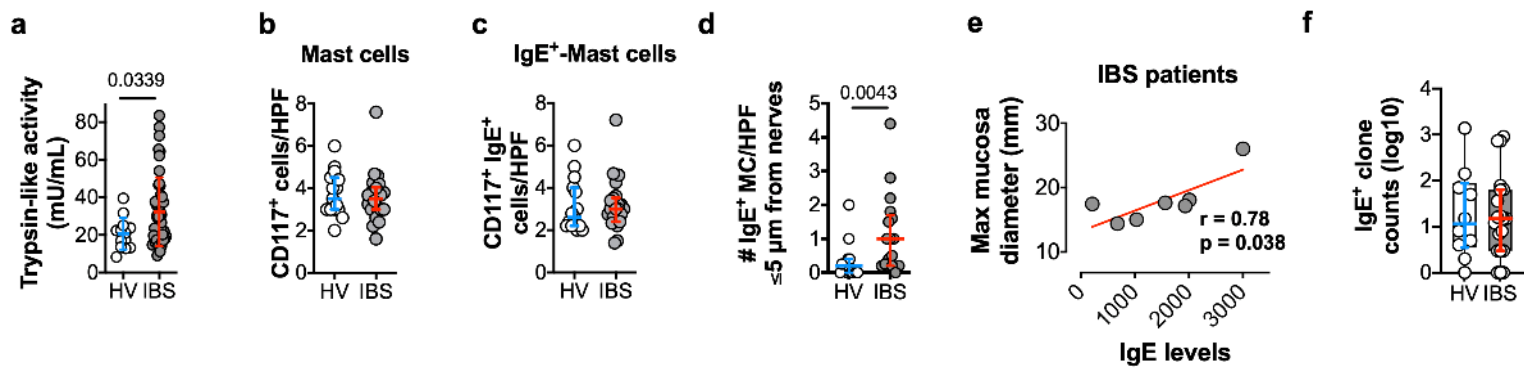 a
0.0339
Trypsin-like activity
(mU/mL)
80
60
40
20
0
HV IBS
b
Mast cells
CD117+ cells/HPF
8
6
4
2
0
HV IBS
c
IgE+-Mast cells
CD117+ IgE+
cells/HPF
8
6
4
2
0
HV IBS
d
0.0043
# IgE+ MC/HPF
≤5 µm from nerves
5
4
3
2
1
0
HV IBS
e
IBS patients
Max mucosa
diameter (mm)
30
20
10
r = 0.78
p = 0.038
0
1000
2000
3000
IgE levels
f
IgE+ clone
counts (log10)
4
3
2
1
0
HV IBS